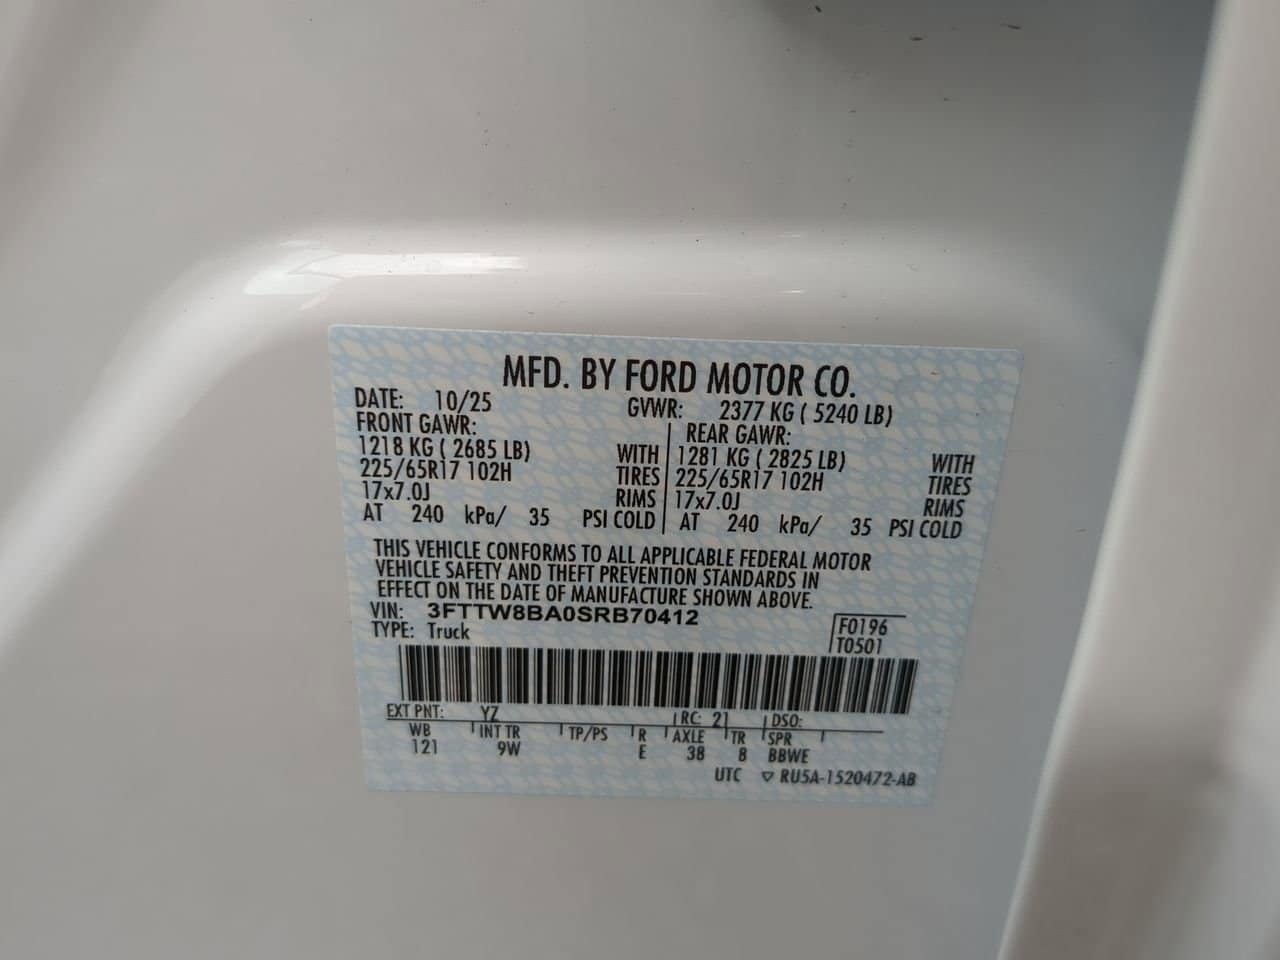 MFD. BY FORD MOTOR CO.
DATE: 10/25 GVWR: 2377 KG ( 5240 LB)
FRONT GAWR: REAR GAWR:
1218 KG ( 2685 LB) WITH 1281 KG ( 2825 LB) WITH
225/65R17 102H TIRES 225/65R17 102H TIRES
17x7.0J RIMS 17x7.0J RIMS
AT 240 kPa/ 35 PSI COLD AT 240 kPa/ 35 PSI COLD
THIS VEHICLE CONFORMS TO ALL APPLICABLE FEDERAL MOTOR
VEHICLE SAFETY AND THEFT PREVENTION STANDARDS IN
EFFECT ON THE DATE OF MANUFACTURE SHOWN ABOVE.
VIN: 3FTTW8BA0SRB70412 F0196
TYPE: Truck T0501
EXT PNT: YZ RC: 21 DSO:
WB INT TR TP/PS R AXLE TR SPR
121 9W E 38 8 BBWE
UTC ▽ RU5A-1520472-AB